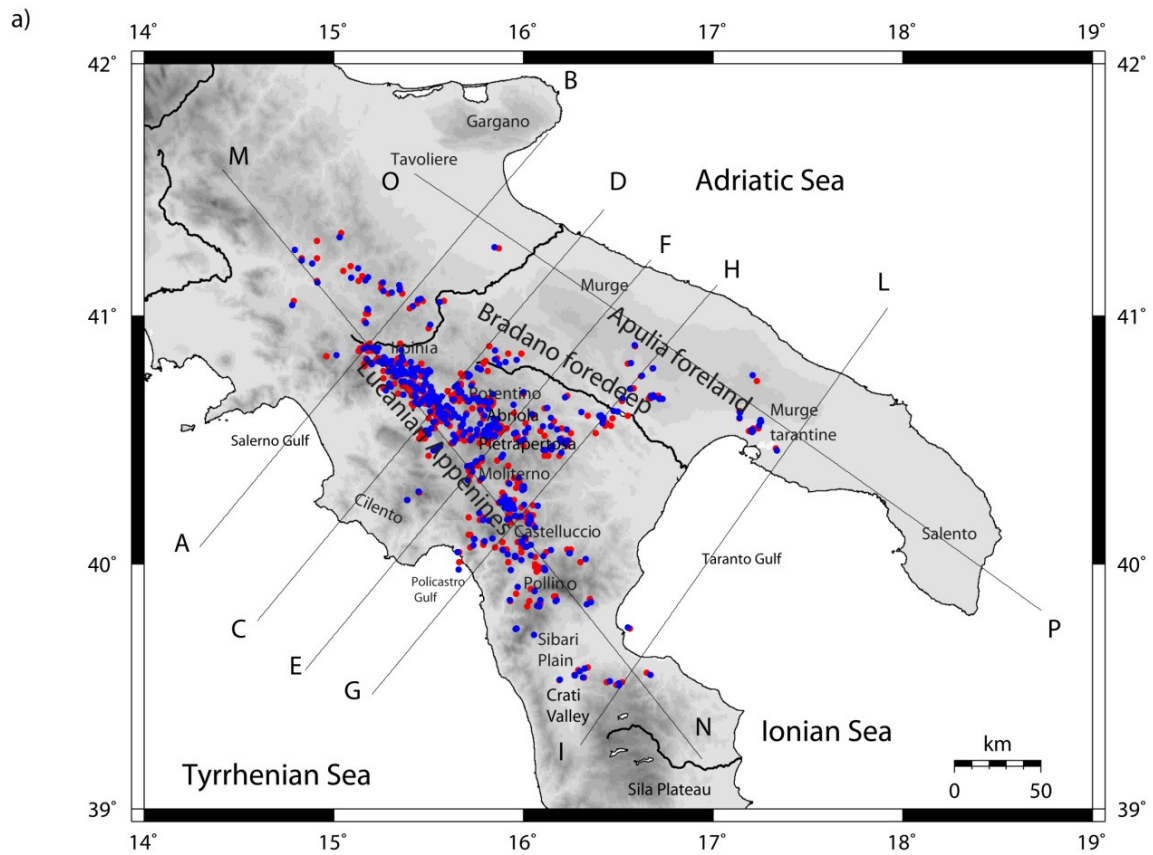 a)
14°
15°
16°
17°
18°
19°
42°
42°
B
Gargano
M
Tavoliere
O
D
Adriatic Sea
F
H
L
Murge
41°
41°
Bradano foredeep
Apulia foreland
Irpinia
Lucanian Appenines
Potentino
Abriola
Murge
tarantine
Salerno Gulf
Pietrapertosa
Moliterno
Cilento
Castelluccio
Salento
A
Taranto Gulf
40°
40°
Policastro
Gulf
Pollino
C
P
Sibari
Plain
E
G
Crati
Valley
N
Ionian Sea
I
km
Tyrrhenian Sea
Sila Plateau
0
50
39°
39°
14°
15°
16°
17°
18°
19°